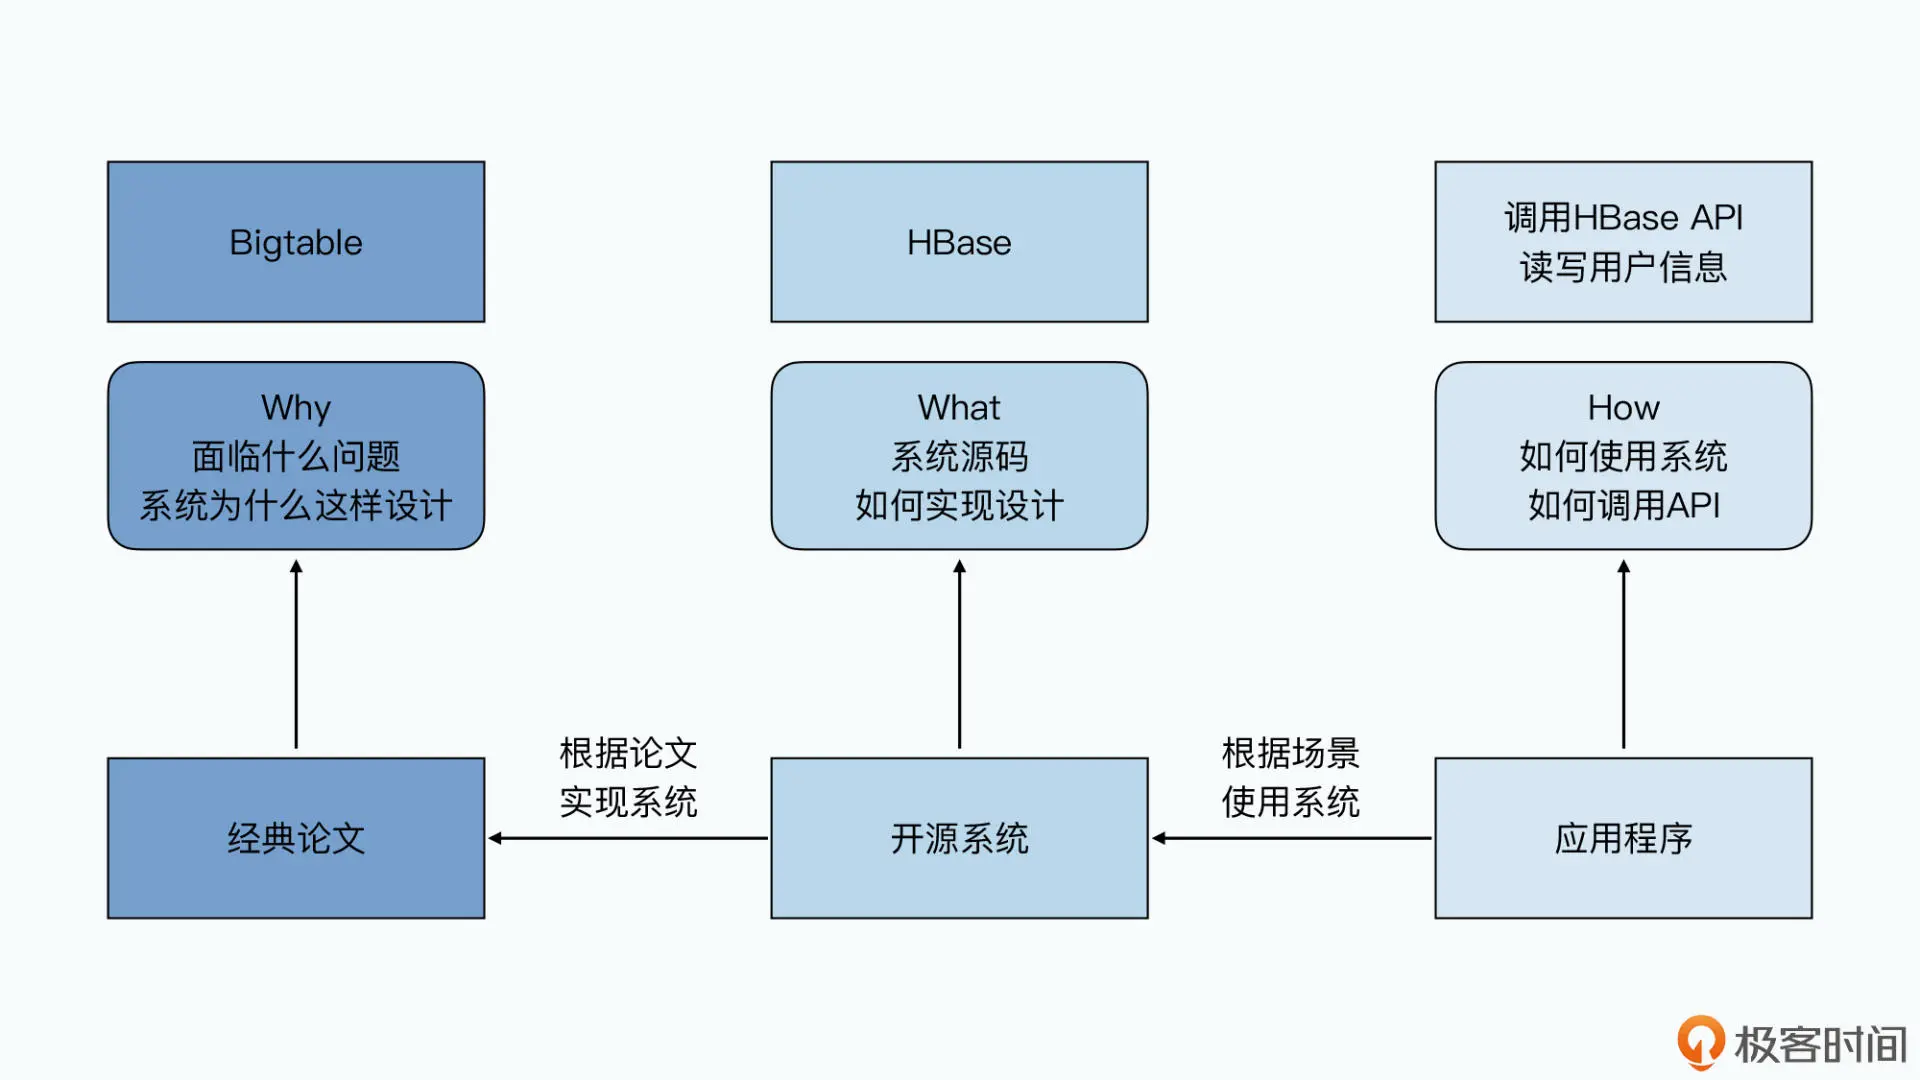 Bigtable
HBase
调用HBase API
读写用户信息
Why
面临什么问题
系统为什么这样设计
What
系统源码
如何实现设计
How
如何使用系统
如何调用API
根据论文
实现系统
根据场景
使用系统
经典论文
开源系统
应用程序
极客时间